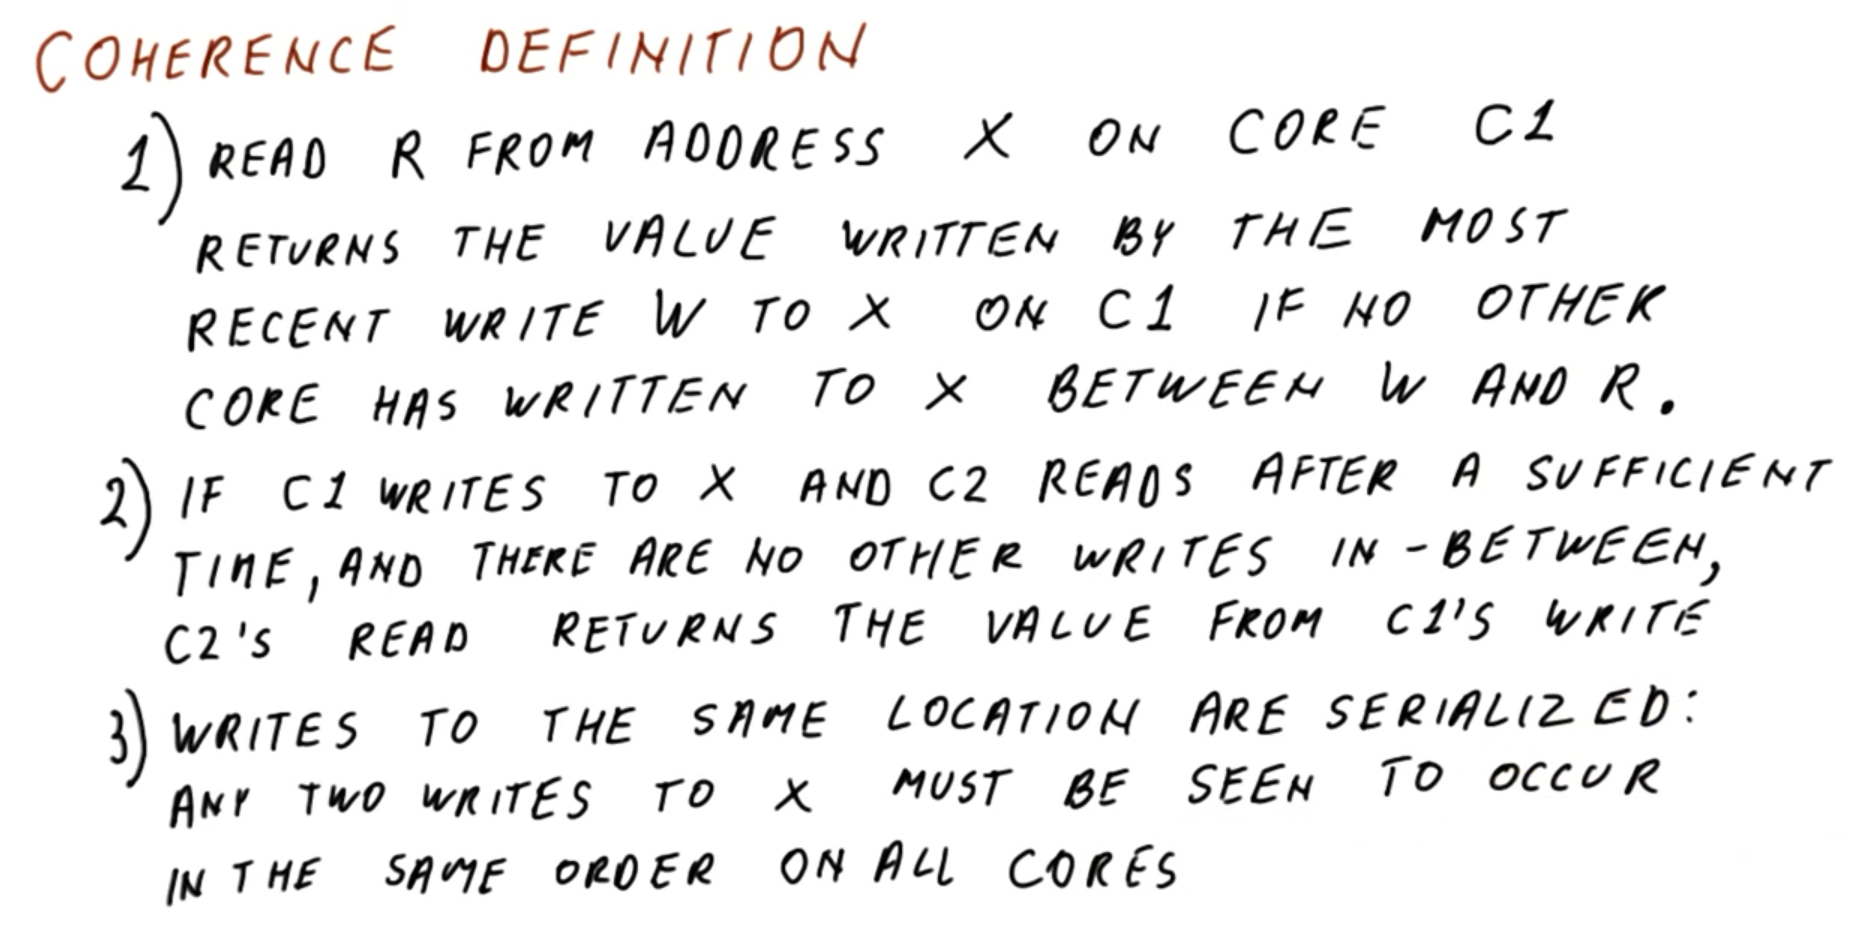 COHERENCE DEFINITION
1) READ R FROM ADDRESS X ON CORE C1
RETURNS THE VALUE WRITTEN BY THE MOST
RECENT WRITE W TO X ON C1 IF NO OTHER
CORE HAS WRITTEN TO X BETWEEN W AND R.
2) IF C1 WRITES TO X AND C2 READS AFTER A SUFFICIENT
TIME, AND THERE ARE NO OTHER WRITES IN-BETWEEN,
C2'S READ RETURNS THE VALUE FROM C1'S WRITE
3) WRITES TO THE SAME LOCATION ARE SERIALIZED:
ANY TWO WRITES TO X MUST BE SEEN TO OCCUR
IN THE SAME ORDER ON ALL CORES